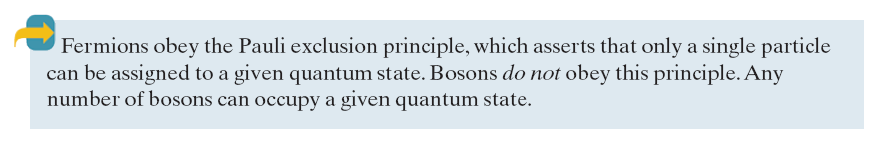 Fermions obey the Pauli exclusion principle, which asserts that only a single particle
can be assigned to a given quantum state. Bosons do not obey this principle. Any
number of bosons can occupy a given quantum state.